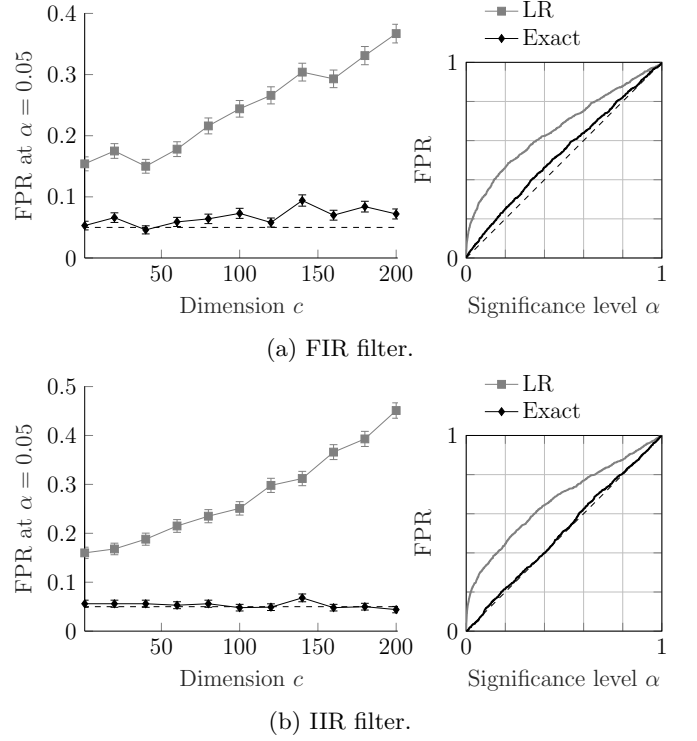 0.4
0.3
0.2
0.1
0
FPR at α = 0.05
50
100
150
200
Dimension c
LR
Exact
1
0
FPR
0
1
Significance level α
(a) FIR filter.
0.5
0.4
0.3
0.2
0.1
0
FPR at α = 0.05
50
100
150
200
Dimension c
LR
Exact
1
0
FPR
0
1
Significance level α
(b) IIR filter.